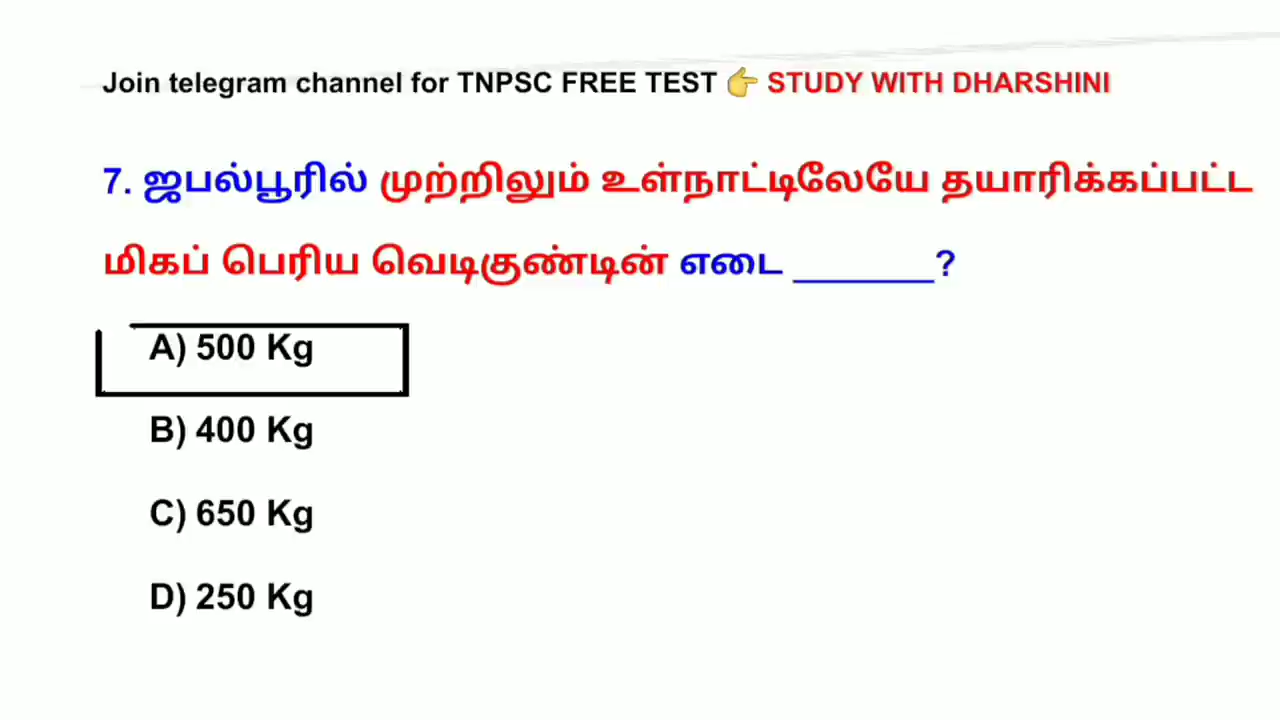 Join telegram channel for TNPSC FREE TEST 👉 STUDY WITH DHARSHINI
7. ஜபல்பூரில் முற்றிலும் உள்நாட்டிலேயே தயாரிக்கப்பட்ட
மிகப் பெரிய வெடிகுண்டின் எடை _______?
A) 500 Kg
B) 400 Kg
C) 650 Kg
D) 250 Kg